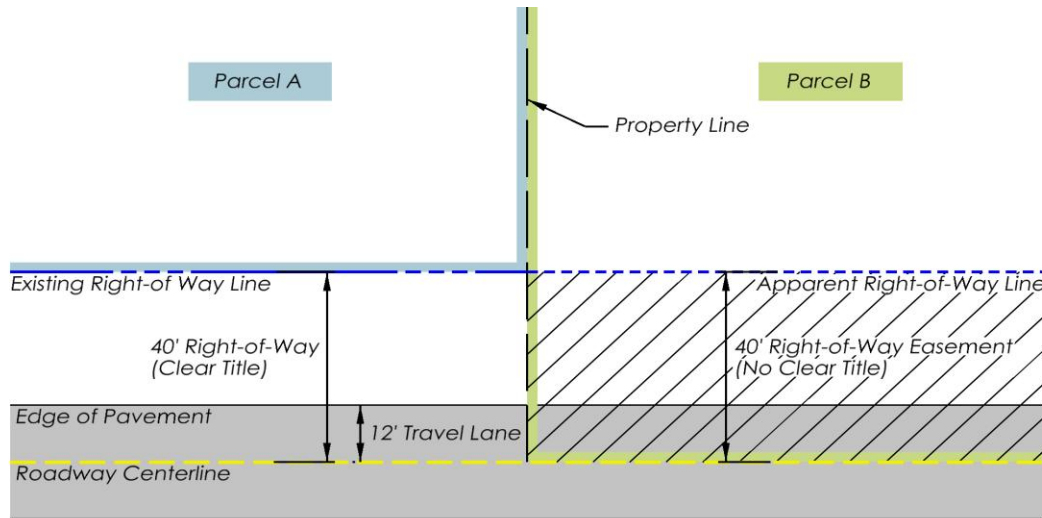 Parcel A
Parcel B
Property Line
Existing Right-of Way Line
Apparent Right-of-Way Line
40' Right-of-Way
(Clear Title)
40' Right-of-Way Easement
(No Clear Title)
Edge of Pavement
12' Travel Lane
Roadway Centerline